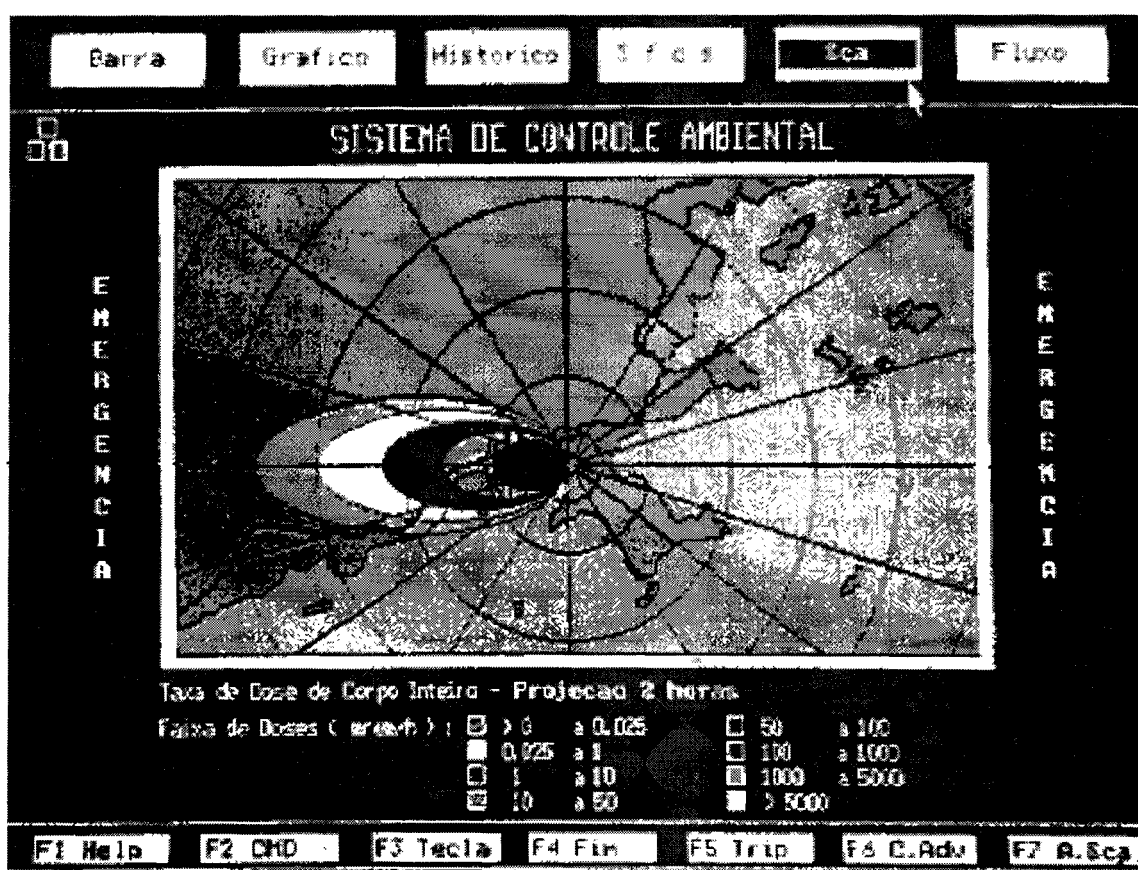 Barra Grafico Historico S f c s Sca Fluxo
SISTEMA DE CONTROLE AMBIENTAL
EMERGENCIA
EMERGENCIA
Taxa de Dose de Corpo Inteiro - Projecao 2 horas
Faixa de Doses ( mrem/h ) : > 0 a 0.025 50 a 100
0.025 a 1 100 a 1000
1 a 10 1000 a 5000
10 a 50 > 5000
F1 Help F2 CMD F3 Tecla F4 Fim F5 Trip F6 C.Adv F7 A.Sca